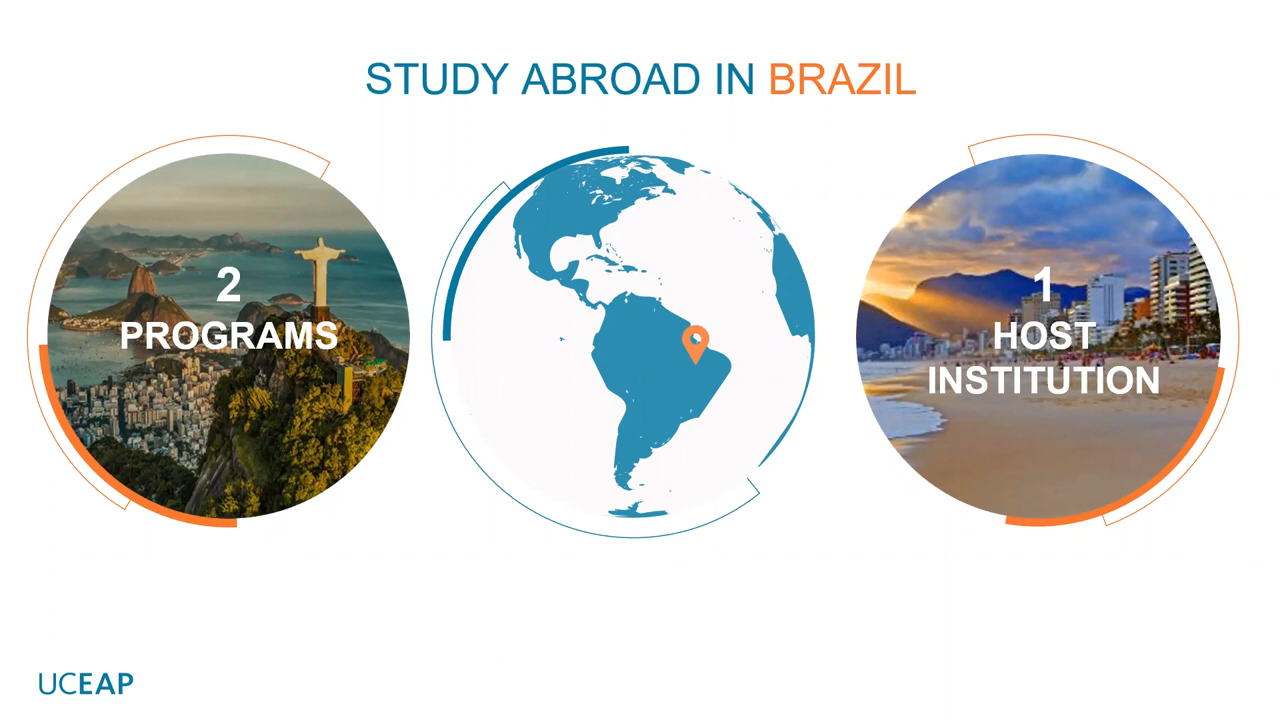 STUDY ABROAD IN BRAZIL
2
PROGRAMS
1
HOST
INSTITUTION
UCEAP